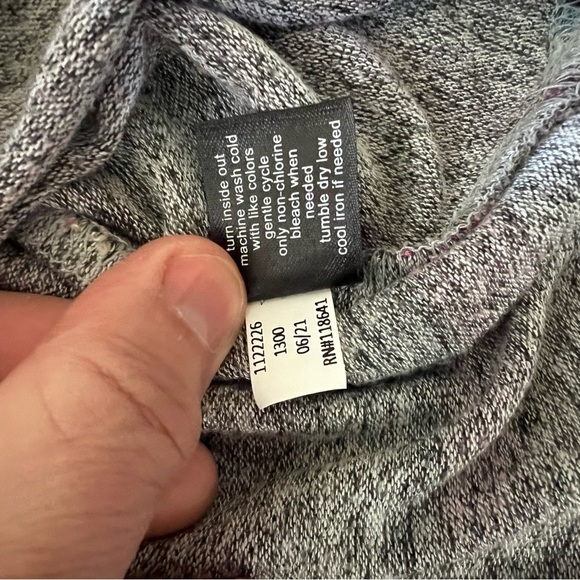 turn inside out
machine wash cold
with like colors
gentle cycle
only non-chlorine
bleach when
needed
tumble dry low
cool iron if needed
1122226
1300
06/21
RN#118641